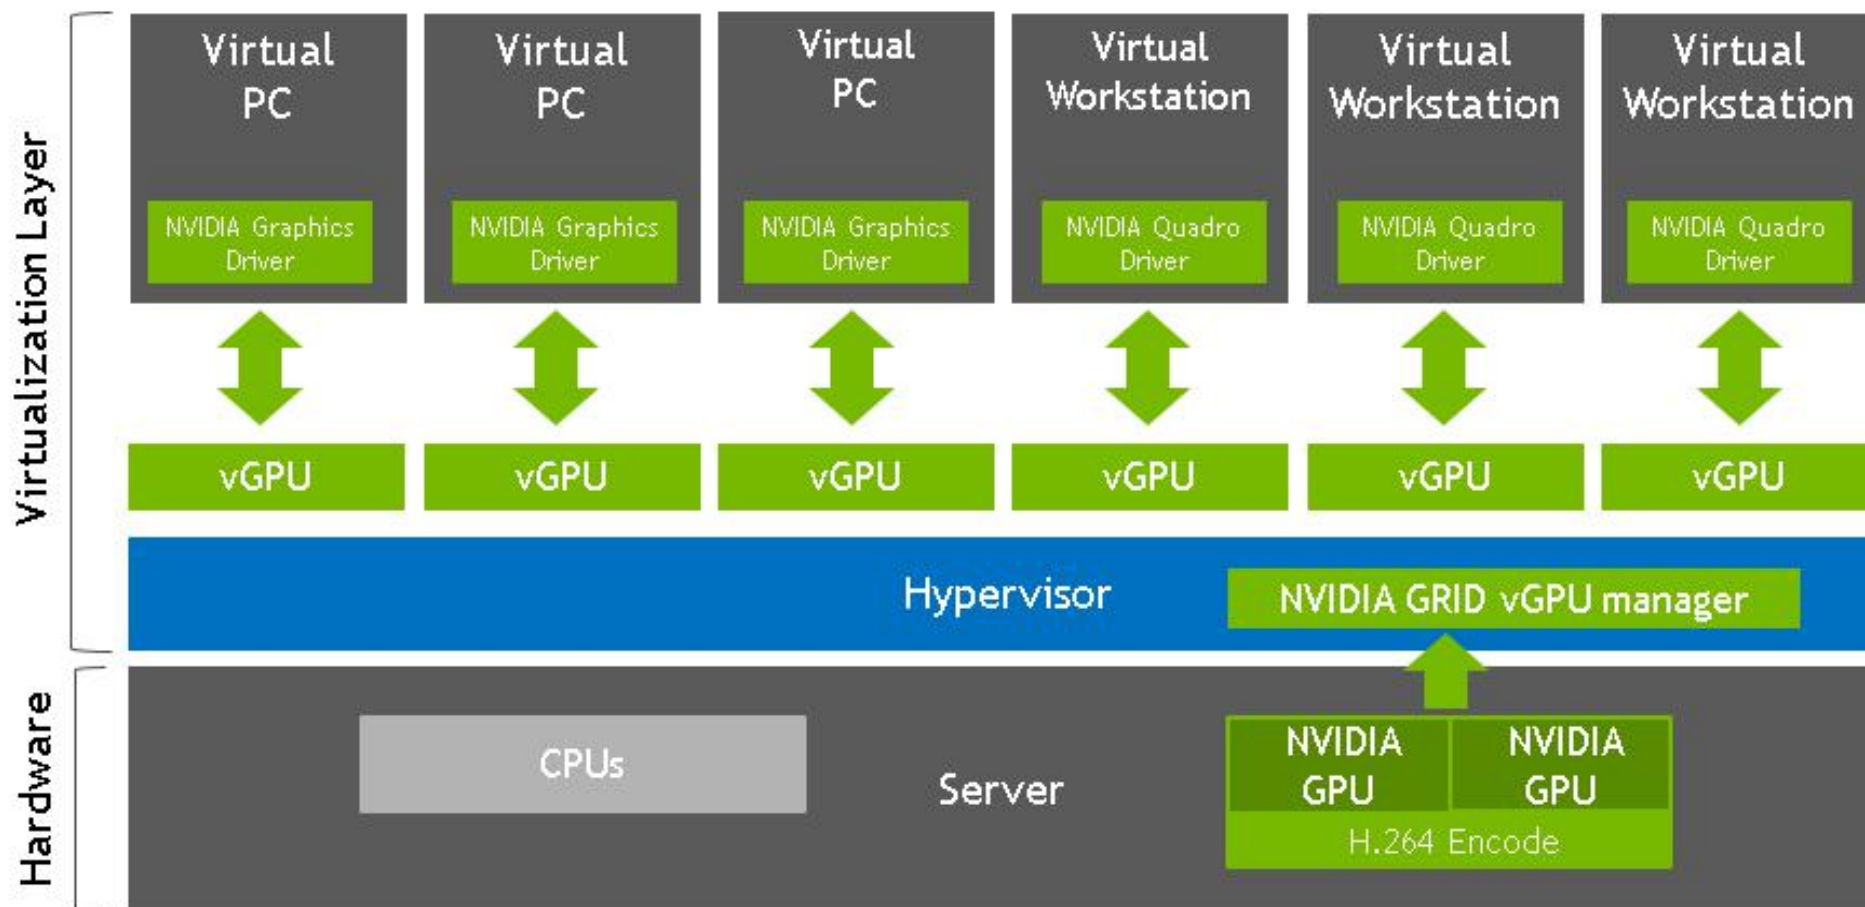 Virtualization Layer
Virtual
PC
NVIDIA Graphics
Driver
Virtual
PC
NVIDIA Graphics
Driver
Virtual
PC
NVIDIA Graphics
Driver
Virtual
Workstation
NVIDIA Quadro
Driver
Virtual
Workstation
NVIDIA Quadro
Driver
Virtual
Workstation
NVIDIA Quadro
Driver
vGPU
vGPU
vGPU
vGPU
vGPU
vGPU
Hypervisor
NVIDIA GRID vGPU manager
Hardware
CPUs
Server
NVIDIA
GPU
NVIDIA
GPU
H.264 Encode